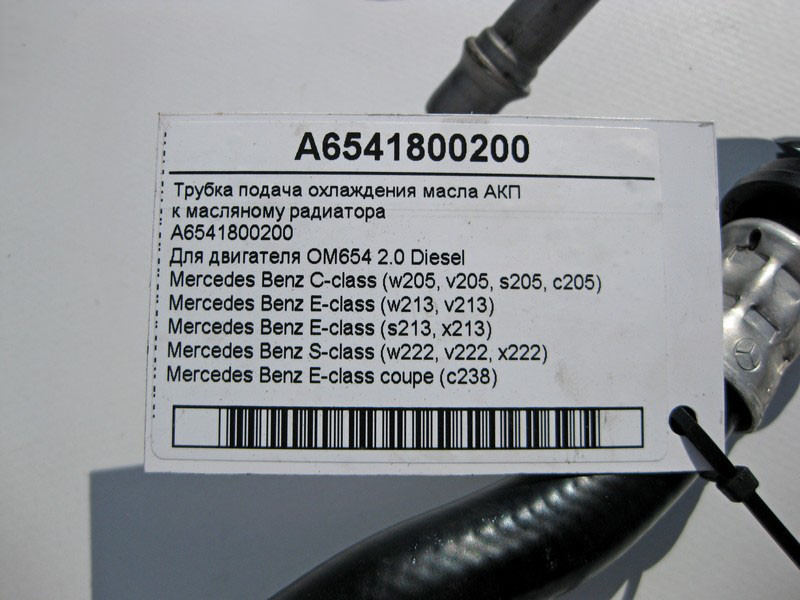 A6541800200
Трубка подача охлаждения масла АКП
к масляному радиатора
A6541800200
Для двигателя OM654 2.0 Diesel
Mercedes Benz C-class (w205, v205, s205, c205)
Mercedes Benz E-class (w213, v213)
Mercedes Benz E-class (s213, x213)
Mercedes Benz S-class (w222, v222, x222)
Mercedes Benz E-class coupe (c238)